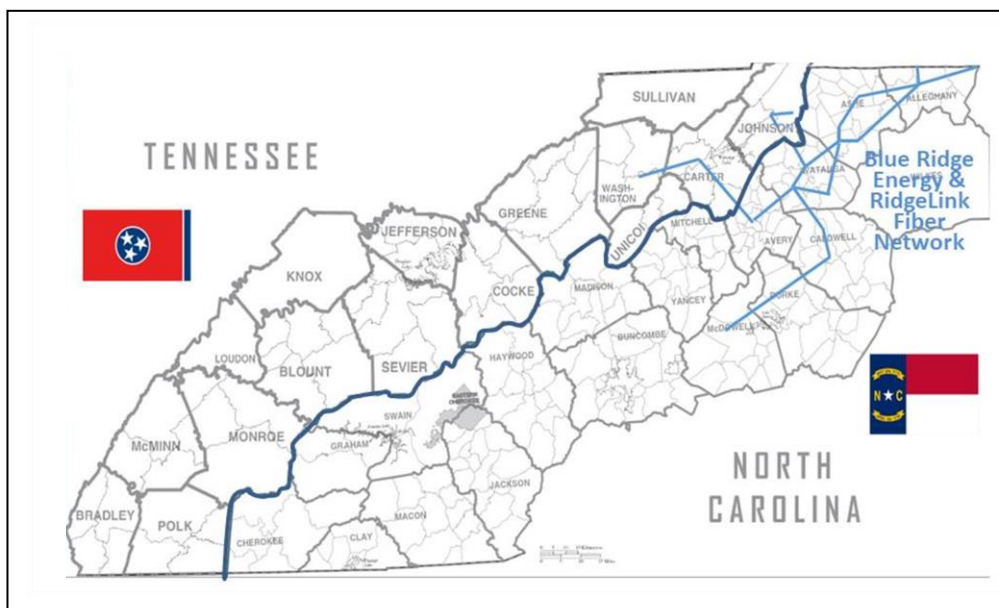 TENNESSEE
SULLIVAN
JOHNSON
ASHE
ALLEGHANY
WATAUGA
CARTER
WASH-
INGTON
GREENE
UNICOI
MITCHELL
AVERY
CALDWELL
Blue Ridge
Energy &
RidgeLink
Fiber
Network
JEFFERSON
KNOX
COCKE
MADISON
YANCEY
BURKE
McDOWELL
BUNCOMBE
HAYWOOD
LOUDON
BLOUNT
SEVIER
SWAIN
EASTERN
CHEROKEE
McMINN
MONROE
GRAHAM
JACKSON
MACON
BRADLEY
POLK
CHEROKEE
CLAY
N C
NORTH
CAROLINA